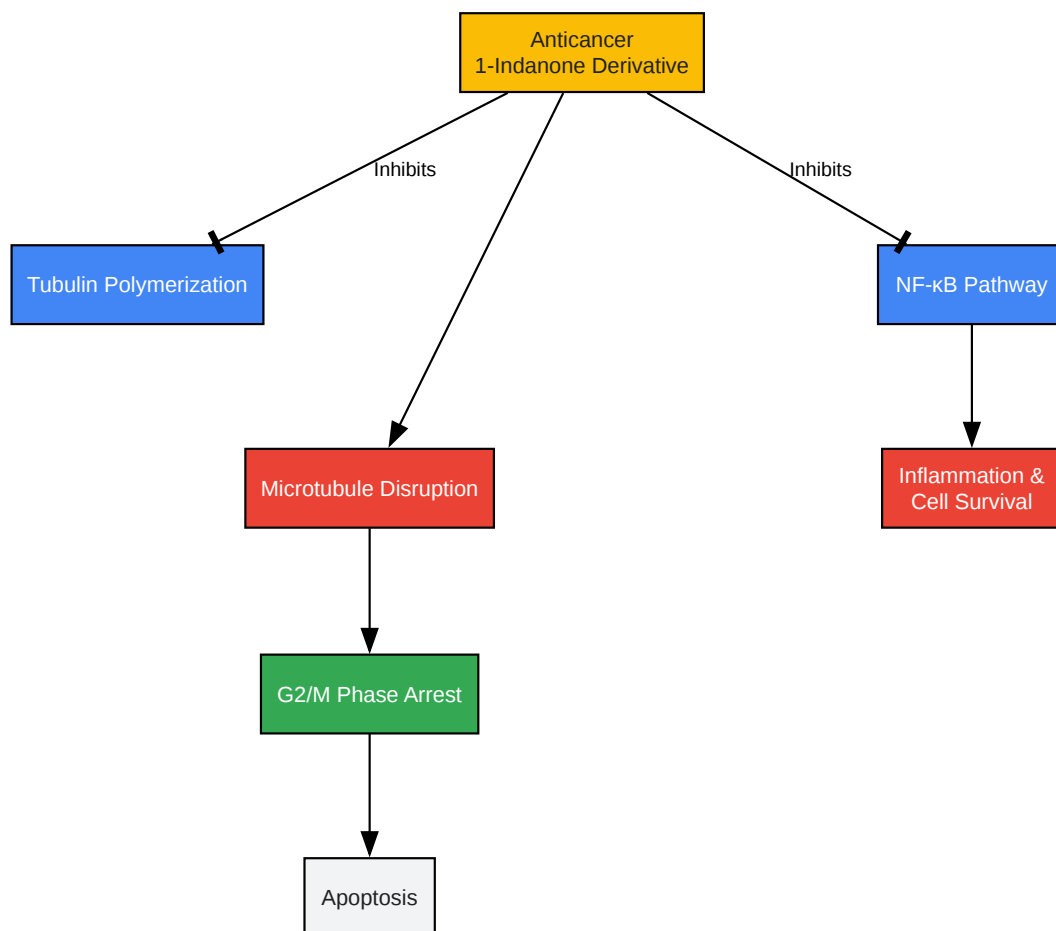 Anticancer
1-Indanone Derivative
Inhibits
Inhibits
Tubulin Polymerization
NF-κB Pathway
Microtubule Disruption
Inflammation &
Cell Survival
G2/M Phase Arrest
Apoptosis